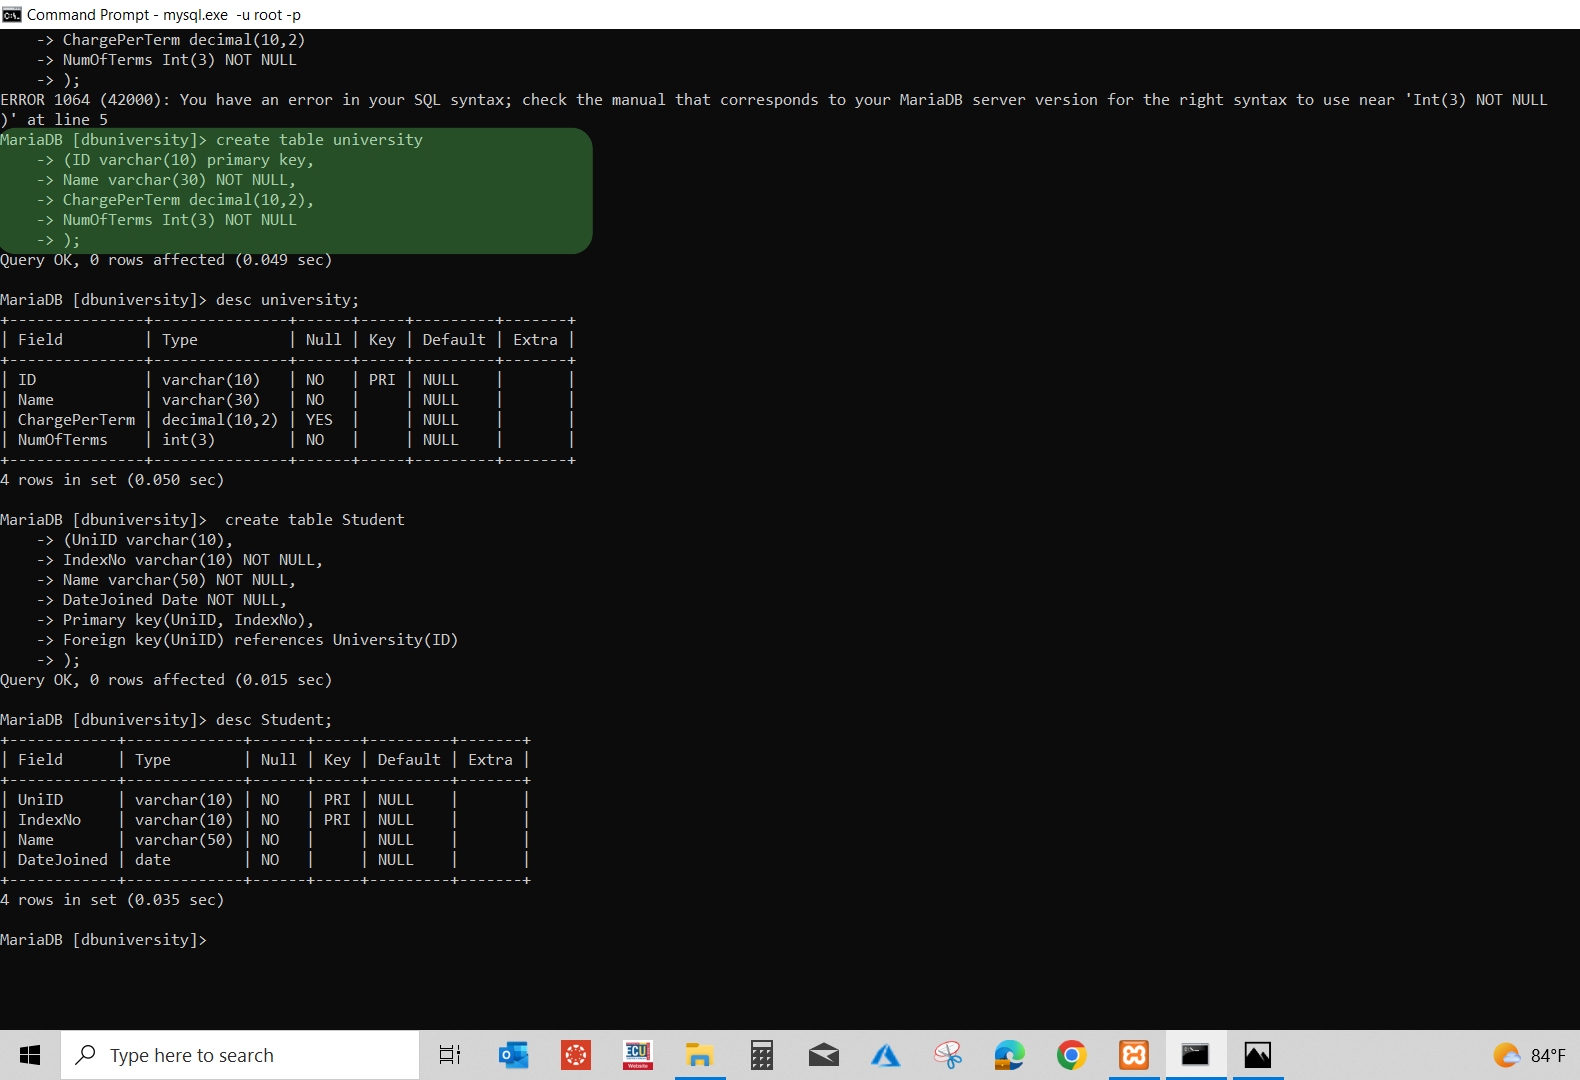 Command Prompt - mysql.exe  -u root -p
    -> ChargePerTerm decimal(10,2)
    -> NumOfTerms Int(3) NOT NULL
    -> );
ERROR 1064 (42000): You have an error in your SQL syntax; check the manual that corresponds to your MariaDB server version for the right syntax to use near 'Int(3) NOT NULL
)' at line 5
MariaDB [dbuniversity]> create table university
    -> (ID varchar(10) primary key,
    -> Name varchar(30) NOT NULL,
    -> ChargePerTerm decimal(10,2),
    -> NumOfTerms Int(3) NOT NULL
    -> );
Query OK, 0 rows affected (0.049 sec)

MariaDB [dbuniversity]> desc university;
+---------------+---------------+------+-----+---------+-------+
| Field         | Type          | Null | Key | Default | Extra |
+---------------+---------------+------+-----+---------+-------+
| ID            | varchar(10)   | NO   | PRI | NULL    |       |
| Name          | varchar(30)   | NO   |     | NULL    |       |
| ChargePerTerm | decimal(10,2) | YES  |     | NULL    |       |
| NumOfTerms    | int(3)        | NO   |     | NULL    |       |
+---------------+---------------+------+-----+---------+-------+
4 rows in set (0.050 sec)

MariaDB [dbuniversity]>  create table Student
    -> (UniID varchar(10),
    -> IndexNo varchar(10) NOT NULL,
    -> Name varchar(50) NOT NULL,
    -> DateJoined Date NOT NULL,
    -> Primary key(UniID, IndexNo),
    -> Foreign key(UniID) references University(ID)
    -> );
Query OK, 0 rows affected (0.015 sec)

MariaDB [dbuniversity]> desc Student;
+------------+-------------+------+-----+---------+-------+
| Field      | Type        | Null | Key | Default | Extra |
+------------+-------------+------+-----+---------+-------+
| UniID      | varchar(10) | NO   | PRI | NULL    |       |
| IndexNo    | varchar(10) | NO   | PRI | NULL    |       |
| Name       | varchar(50) | NO   |     | NULL    |       |
| DateJoined | date        | NO   |     | NULL    |       |
+------------+-------------+------+-----+---------+-------+
4 rows in set (0.035 sec)

MariaDB [dbuniversity]>
Type here to search
ECU!
Website
84°F